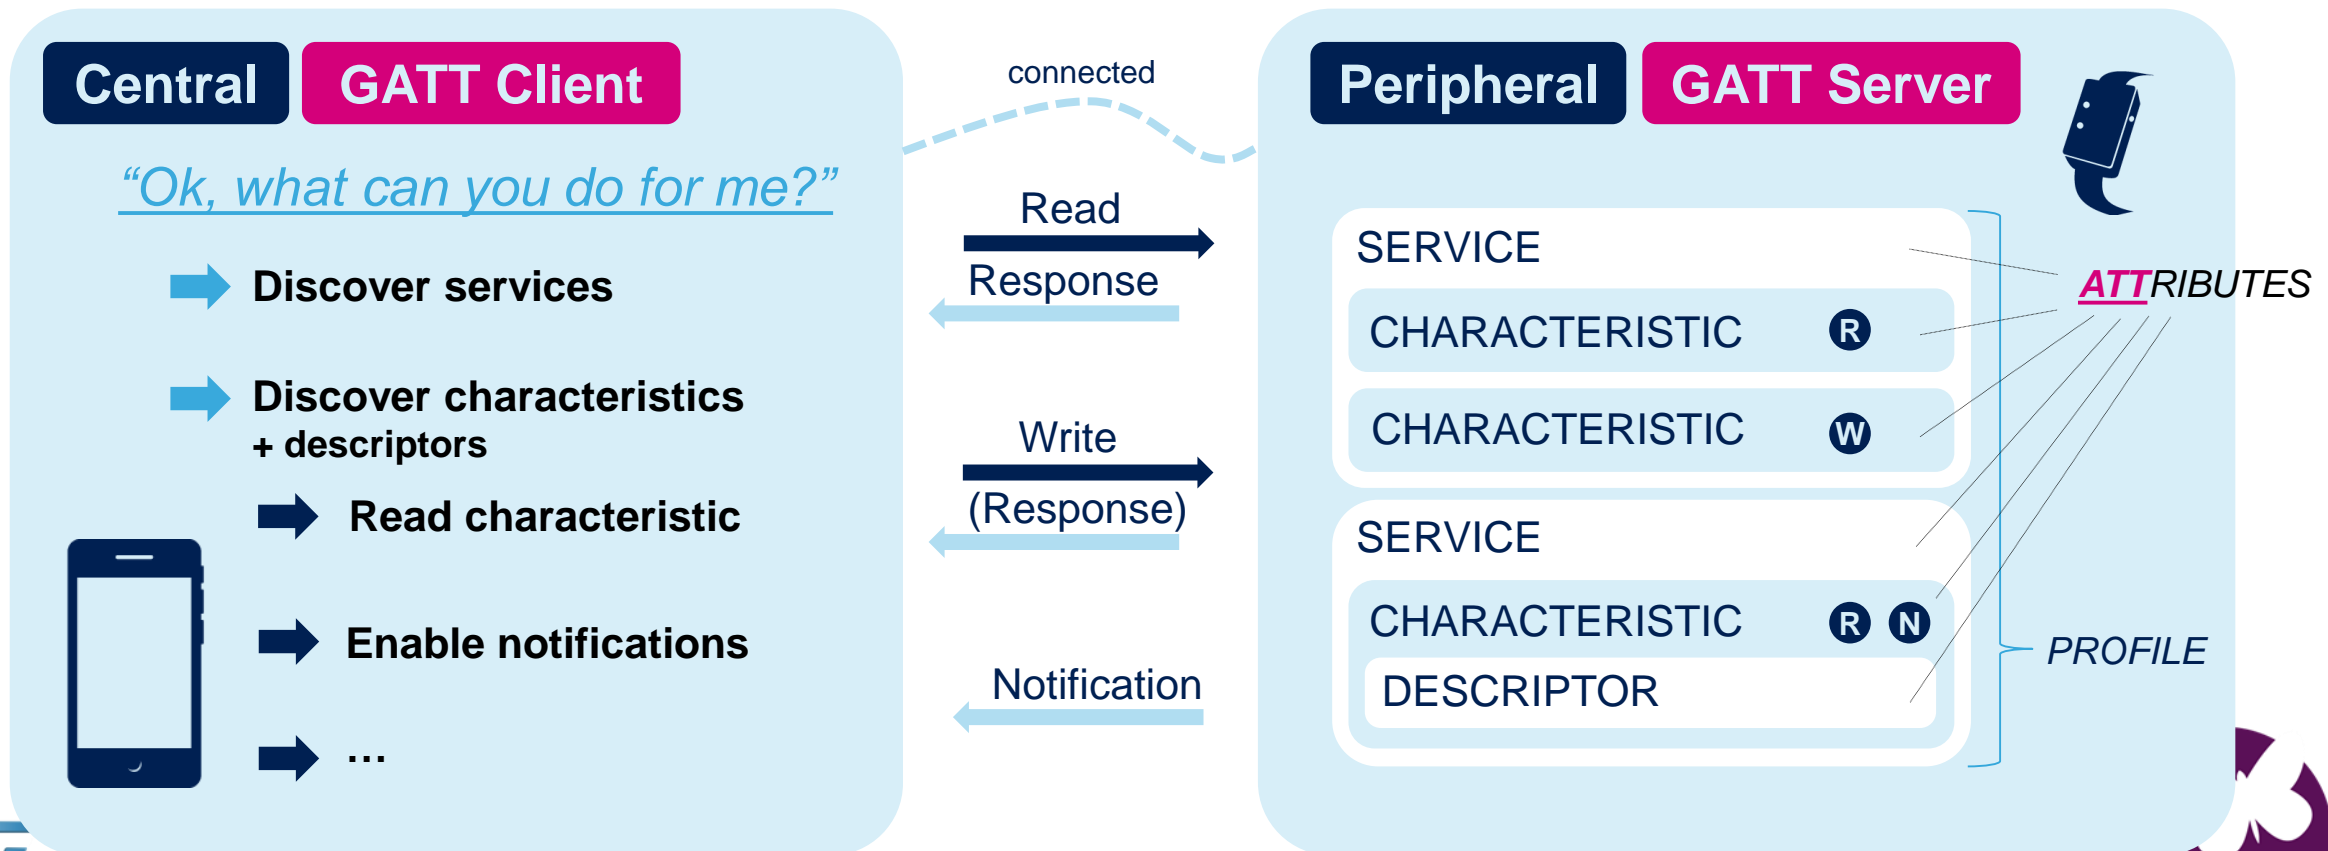 Central GATT Client
“Ok, what can you do for me?”
Discover services
Discover characteristics
+ descriptors
Read characteristic
Enable notifications
…
connected
Read
Response
Write
(Response)
Notification
Peripheral GATT Server
SERVICE
CHARACTERISTIC R
CHARACTERISTIC W
SERVICE
CHARACTERISTIC R N
DESCRIPTOR
ATTRIBUTES
PROFILE